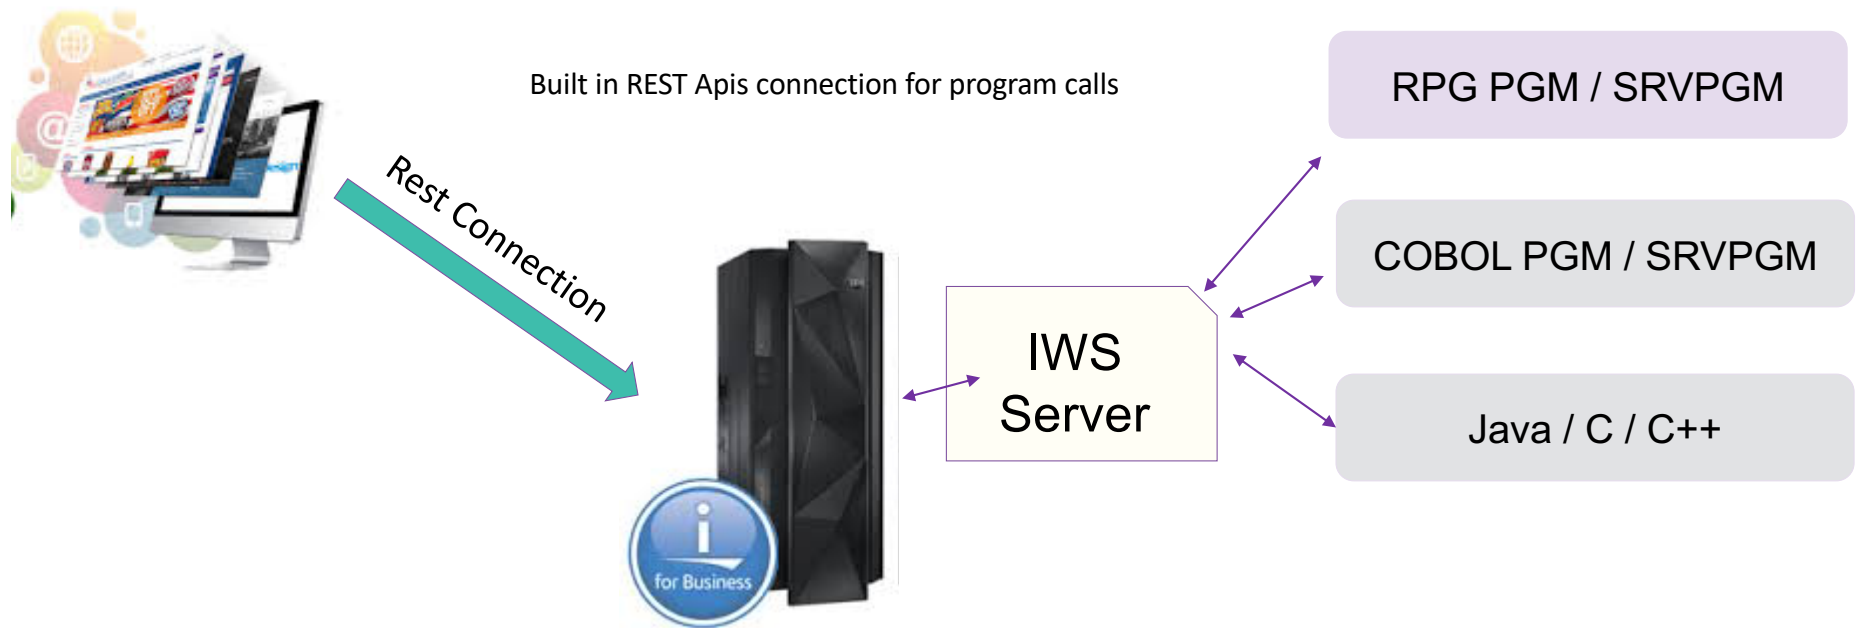 Built in REST Apis connection for program calls
RPG PGM / SRVPGM
Rest Connection
COBOL PGM / SRVPGM
IWS
Server
Java / C / C++
i
for Business